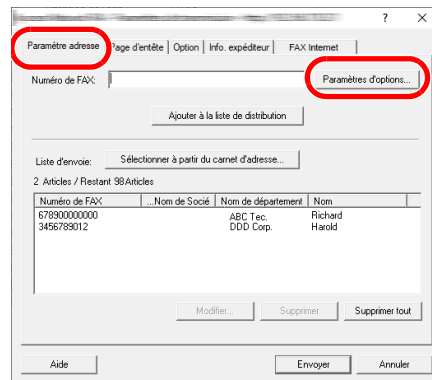 ?
Paramètre adresse Page d'entête Option Info. expéditeur FAX Internet
Numéro de FAX: Paramètres d'options...
Ajouter à la liste de distribution
Liste d'envoie: Sélectionner à partir du carnet d'adresse...
2 Articles / Restant 98Articles
Numéro de FAX ...Nom de Socié Nom de département Nom
678900000000 ABC Tec. Richard
3456789012 DDD Corp. Harold
Modifier... Supprimer Supprimer tout
Aide Envoyer Annuler